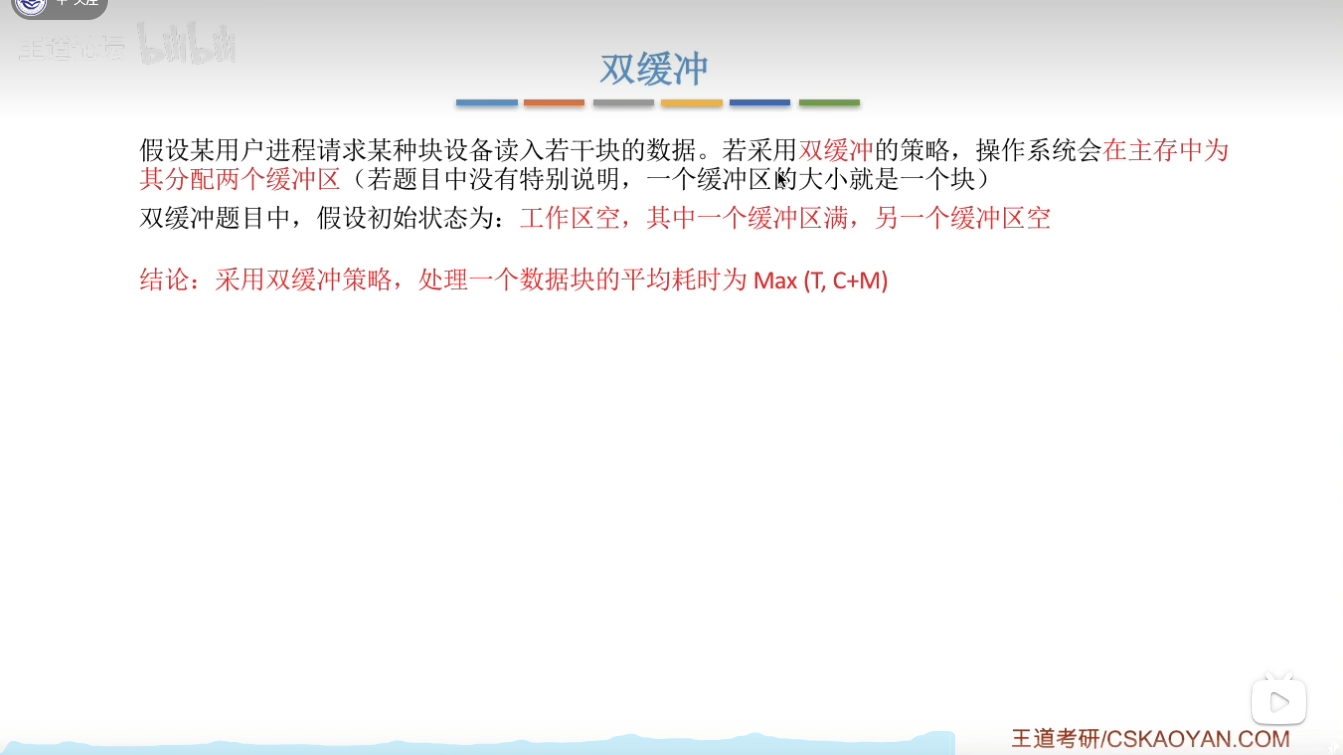 + 关注
王道论坛 bilibili
双缓冲
假设某用户进程请求某种块设备读入若干块的数据。若采用双缓冲的策略，操作系统会在主存中为
其分配两个缓冲区（若题目中没有特别说明，一个缓冲区的大小就是一个块）
双缓冲题目中，假设初始状态为：工作区空，其中一个缓冲区满，另一个缓冲区空
结论：采用双缓冲策略，处理一个数据块的平均耗时为 Max (T, C+M)
王道考研/CSKAOYAN.COM